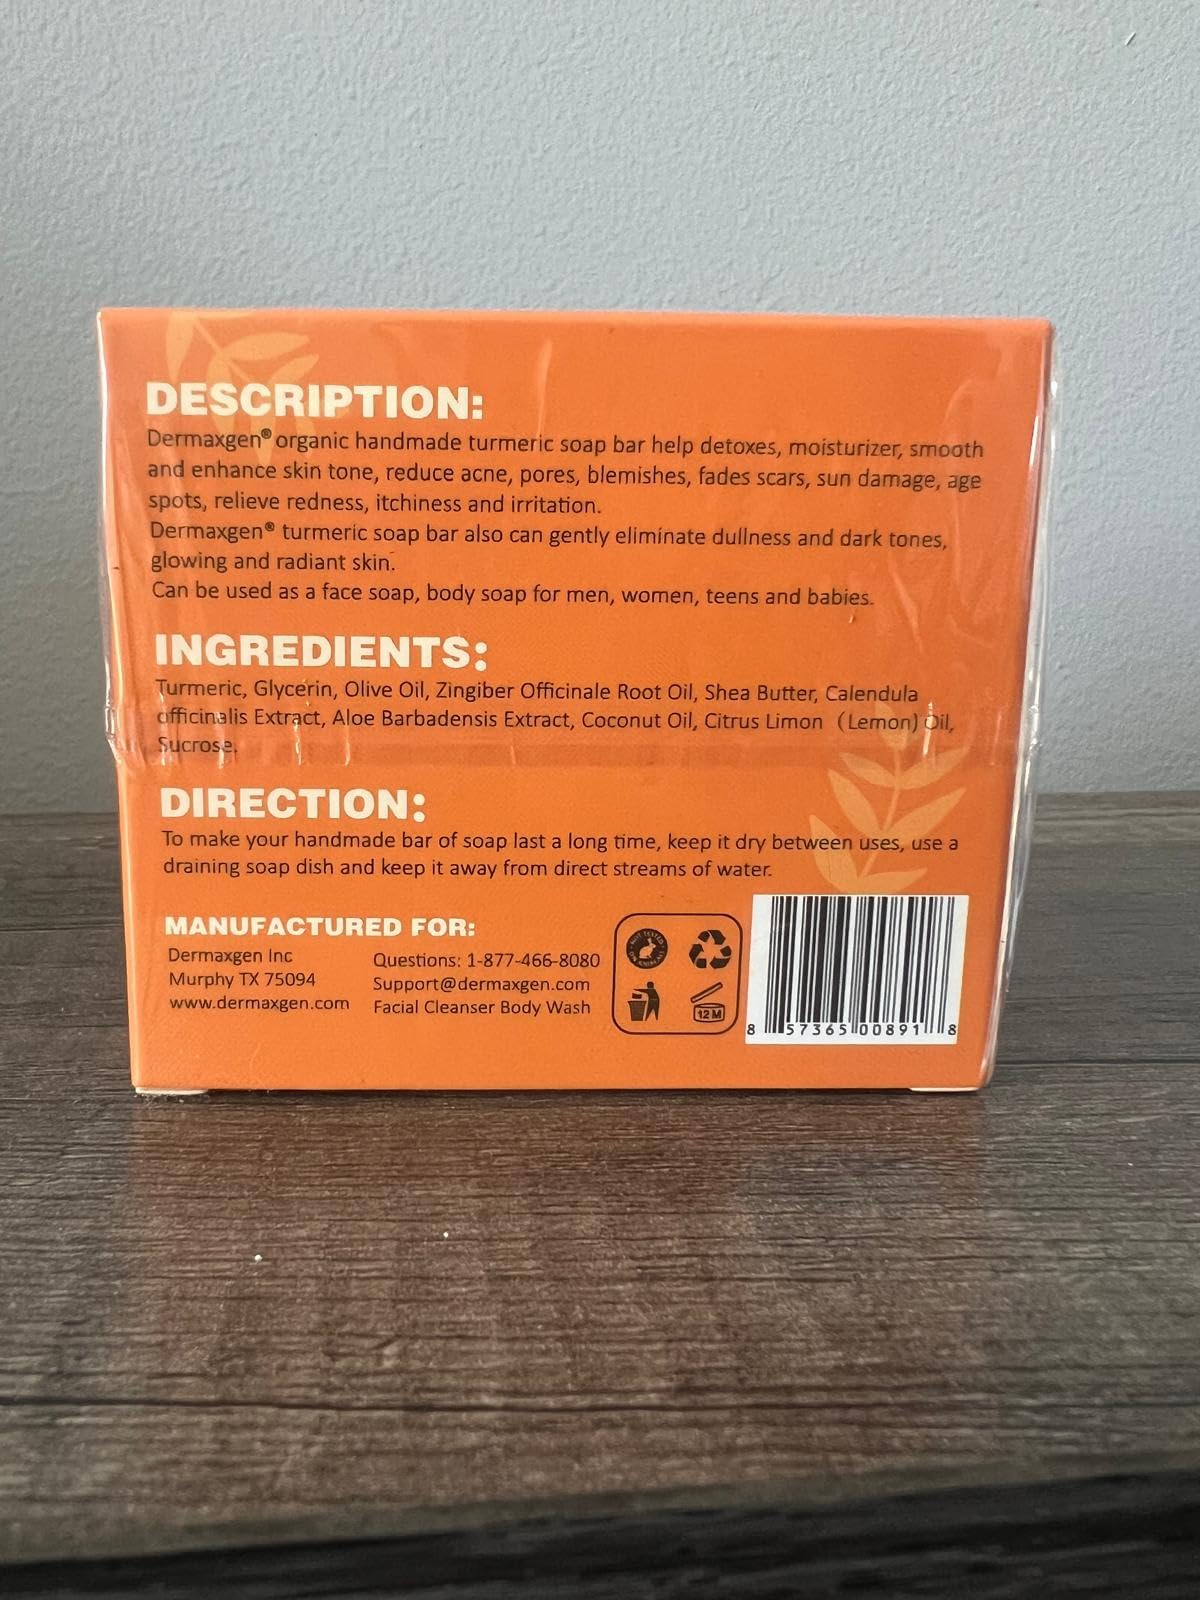 DESCRIPTION:
Dermaxgen® organic handmade turmeric soap bar help detoxes, moisturizer, smooth
and enhance skin tone, reduce acne, pores, blemishes, fades scars, sun damage, age
spots, relieve redness, itchiness and irritation.
Dermaxgen® turmeric soap bar also can gently eliminate dullness and dark tones,
glowing and radiant skin.
Can be used as a face soap, body soap for men, women, teens and babies.
INGREDIENTS:
Turmeric, Glycerin, Olive Oil, Zingiber Officinale Root Oil, Shea Butter, Calendula
officinalis Extract, Aloe Barbadensis Extract, Coconut Oil, Citrus Limon (Lemon) Oil,
Sucrose.
DIRECTION:
To make your handmade bar of soap last a long time, keep it dry between uses, use a
draining soap dish and keep it away from direct streams of water.
MANUFACTURED FOR:
Dermaxgen Inc
Murphy TX 75094
www.dermaxgen.com
Questions: 1-877-466-8080
Support@dermaxgen.com
Facial Cleanser Body Wash
NOT TESTED
ON ANIMALS
12 M
8 57365 00891 8